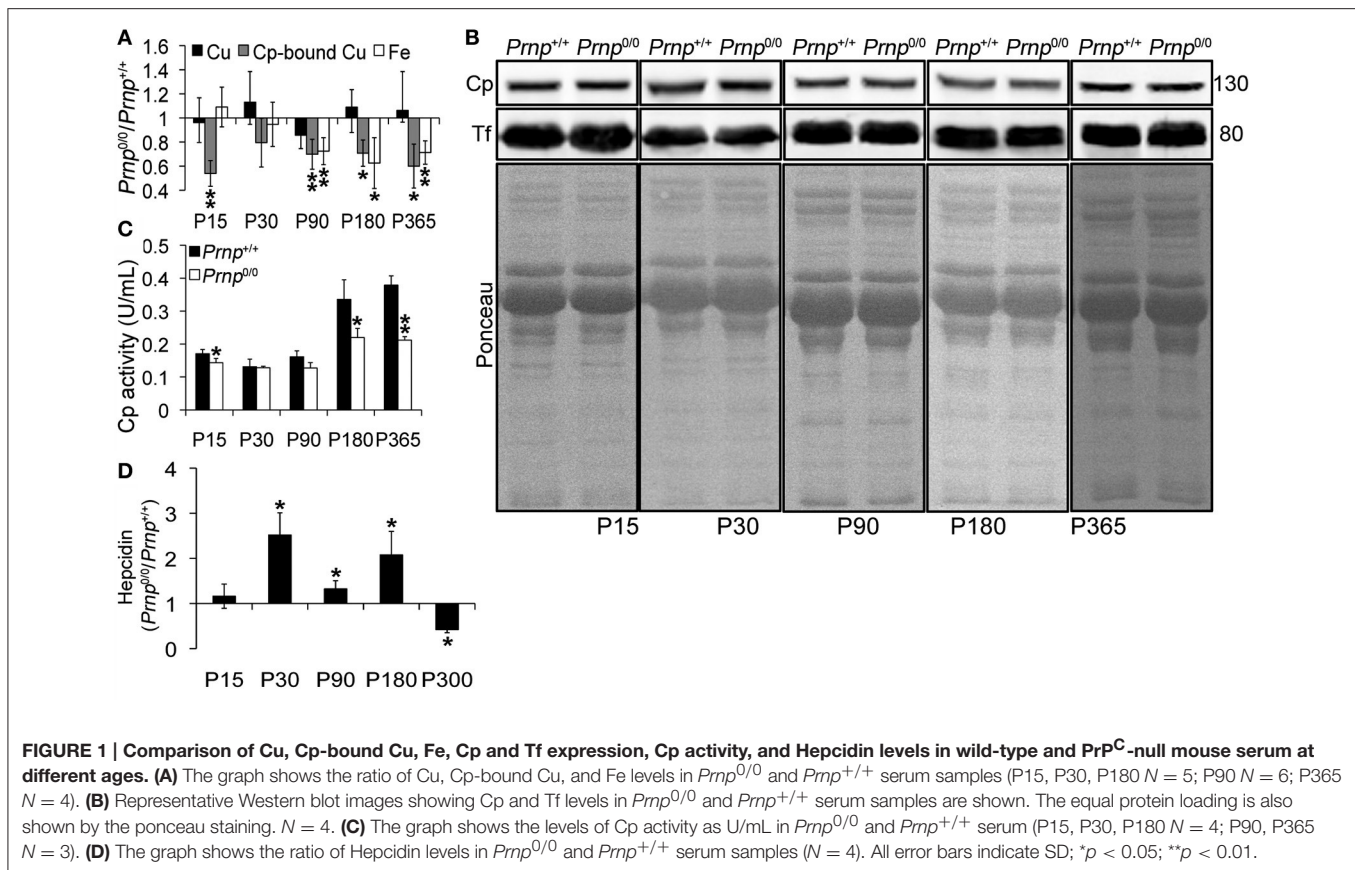 A
Cu Cp-bound Cu Fe
Prnp0/0/Prnp+/+
1.6
1.4
1.2
1
0.8
0.6
0.4
** ** ** * * * **
P15 P30 P90 P180 P365
B
Prnp+/+ Prnp0/0 Prnp+/+ Prnp0/0 Prnp+/+ Prnp0/0 Prnp+/+ Prnp0/0 Prnp+/+ Prnp0/0
Cp 130
Tf 80
Ponceau
P15 P30 P90 P180 P365
C
Prnp+/+
Prnp0/0
Cp activity (U/mL)
0.5
0.4
0.3
0.2
0.1
0
* * **
P15 P30 P90 P180 P365
D
Hepcidin
(Prnp0/0/Prnp+/+)
4
3
2
1
0
* * * *
P15 P30 P90 P180 P300
FIGURE 1 | Comparison of Cu, Cp-bound Cu, Fe, Cp and Tf expression, Cp activity, and Hepcidin levels in wild-type and PrPC-null mouse serum at
different ages. (A) The graph shows the ratio of Cu, Cp-bound Cu, and Fe levels in Prnp0/0 and Prnp+/+ serum samples (P15, P30, P180 N = 5; P90 N = 6; P365
N = 4). (B) Representative Western blot images showing Cp and Tf levels in Prnp0/0 and Prnp+/+ serum samples are shown. The equal protein loading is also
shown by the ponceau staining. N = 4. (C) The graph shows the levels of Cp activity as U/mL in Prnp0/0 and Prnp+/+ serum (P15, P30, P180 N = 4; P90, P365
N = 3). (D) The graph shows the ratio of Hepcidin levels in Prnp0/0 and Prnp+/+ serum samples (N = 4). All error bars indicate SD; *p < 0.05; **p < 0.01.